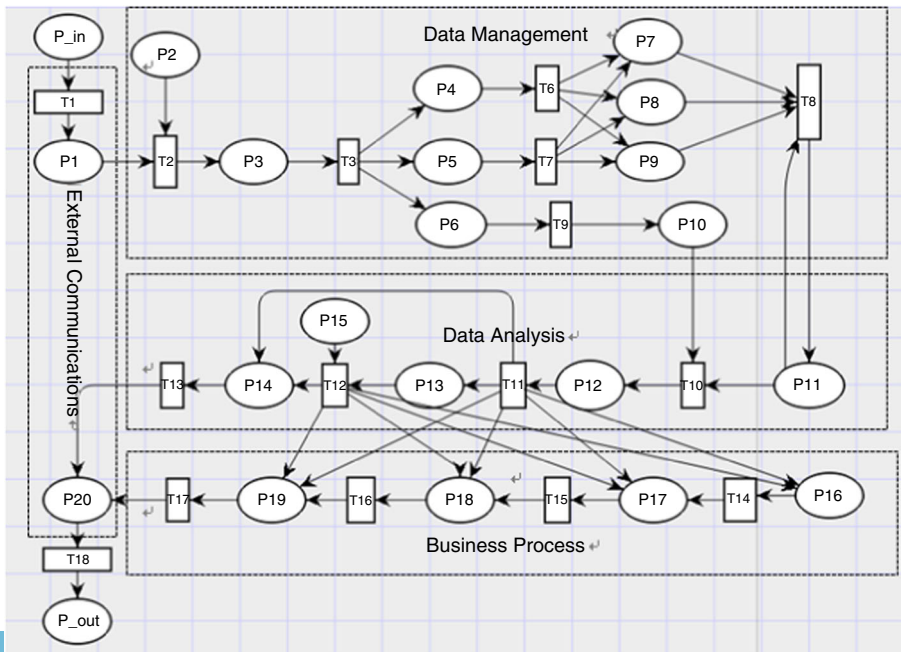 P_in
T1
P1
External Communications
P20
T18
P_out
Data Management
P2
T2
P3
T3
P4
P5
P6
T6
T7
T9
P7
P8
P9
P10
T8
Data Analysis
P15
T13
P14
T12
P13
T11
P12
T10
P11
T17
P19
T16
P18
T15
P17
T14
P16
Business Process